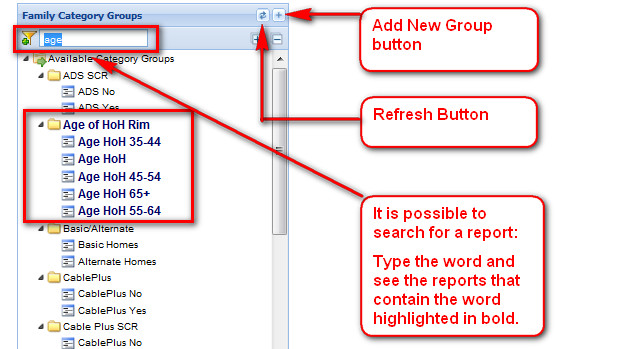 Family Category Groups
age
Available Category Groups
ADS SCR
ADS No
ADS Yes
Age of HoH Rim
Age HoH 35-44
Age HoH
Age HoH 45-54
Age HoH 65+
Age HoH 55-64
Basic/Alternate
Basic Homes
Alternate Homes
CablePlus
CablePlus No
CablePlus Yes
Cable Plus SCR
CablePlus No
Add New Group
button
Refresh Button
It is possible to
search for a report:
Type the word and
see the reports that
contain the word
highlighted in bold.